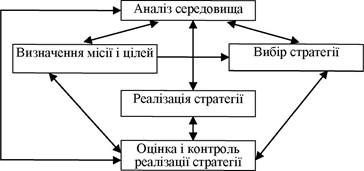 Аналіз середовища
Визначення місії і цілей
Вибір стратегії
Реалізація стратегії
Оцінка і контроль
реалізації стратегії